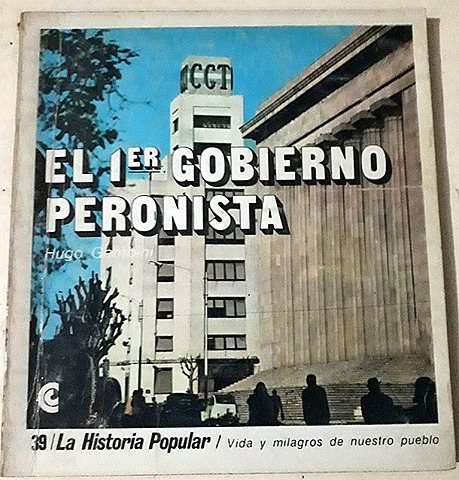 CGT
EL 1ER GOBIERNO
PERONISTA
Hugo Gambini
39 / La Historia Popular / Vida y milagros de nuestro pueblo